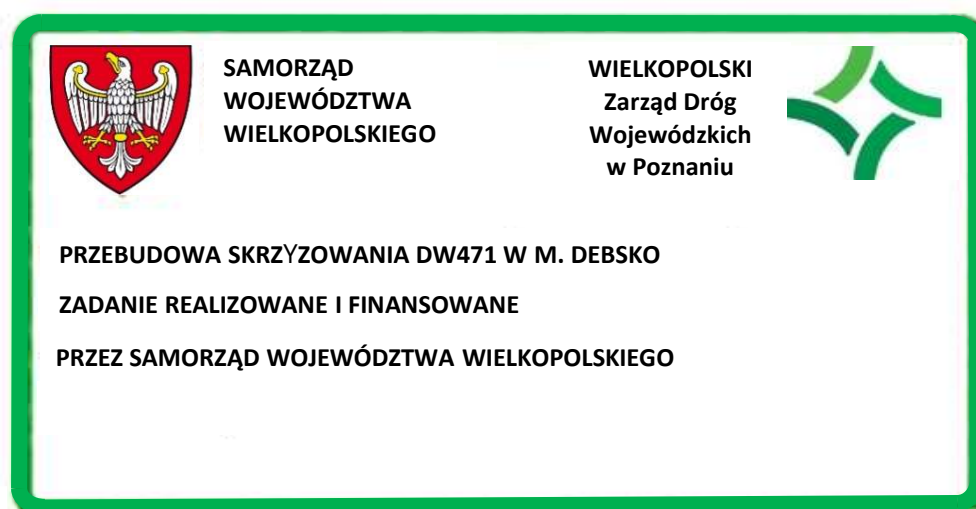 SAMORZĄD
WOJEWÓDZTWA
WIELKOPOLSKIEGO
WIELKOPOLSKI
Zarząd Dróg
Wojewódzkich
w Poznaniu
PRZEBUDOWA SKRZYZOWANIA DW471 W M. DEBSKO
ZADANIE REALIZOWANE I FINANSOWANE
PRZEZ SAMORZĄD WOJEWÓDZTWA WIELKOPOLSKIEGO